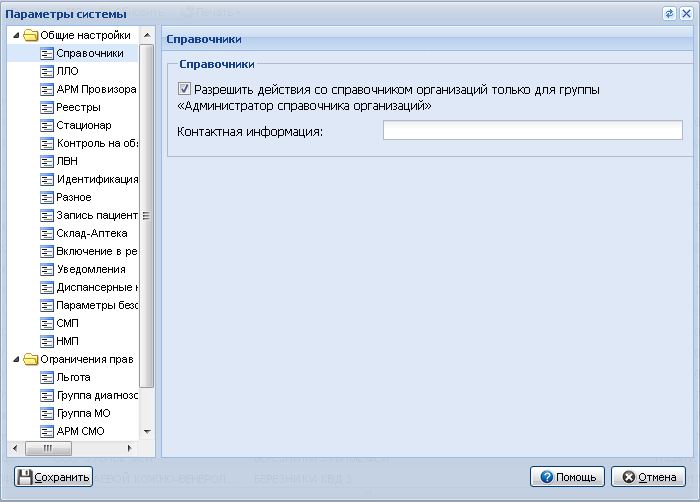 Параметры системы
Общие настройки
Справочники
ЛЛО
АРМ Провизора
Реестры
Стационар
Контроль на об
ЛВН
Идентификация
Разное
Запись пациент
Склад-Аптека
Включение в ре
Уведомления
Диспансерные н
Параметры безо
СМП
НМП
Ограничения прав
Льгота
Группа диагноз
Группа МО
АРМ СМО
Справочники
Справочники
Разрешить действия со справочником организаций только для группы
«Администратор справочника организаций»
Контактная информация:
Сохранить
Помощь
Отмена